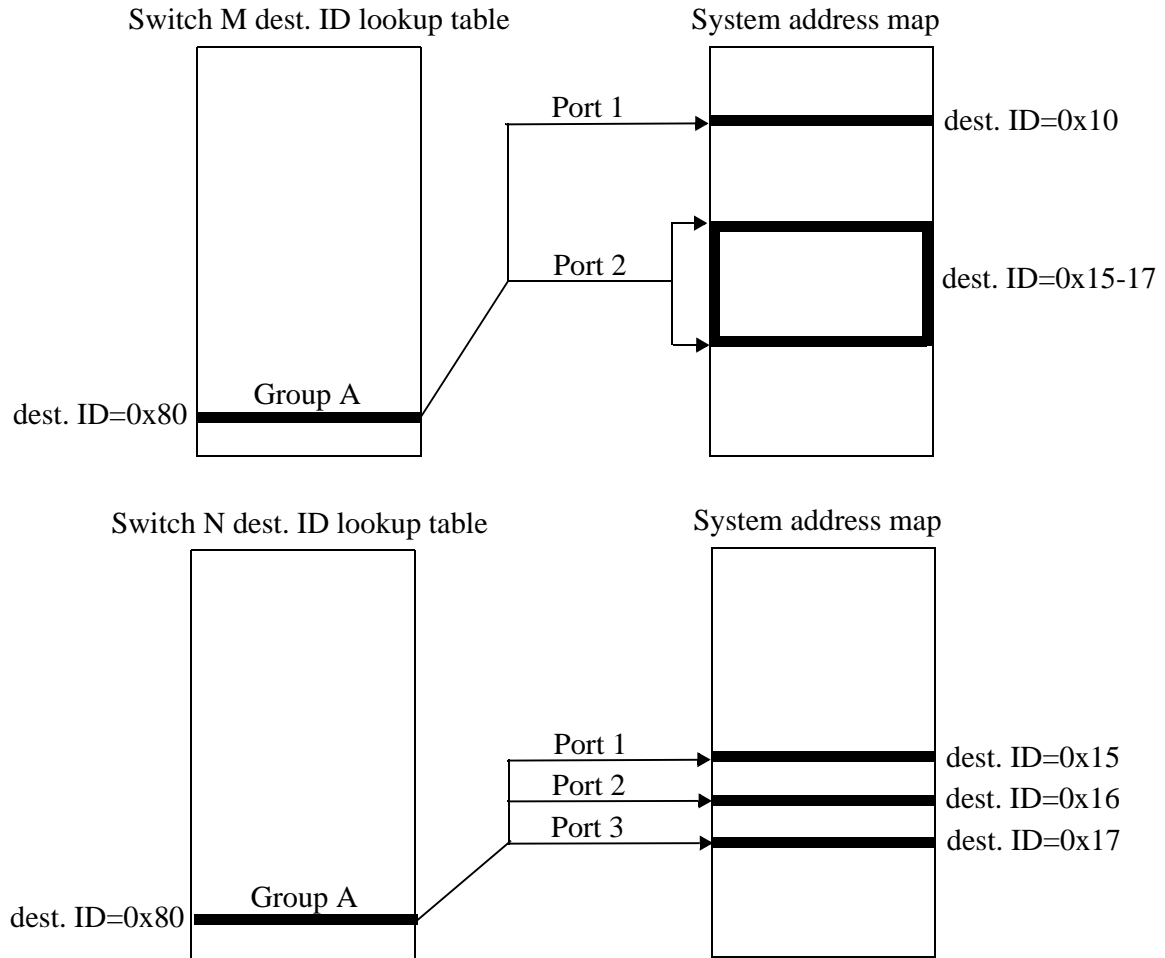 Switch M dest. ID lookup table
System address map
Port 1
dest. ID=0x10
Port 2
dest. ID=0x15-17
Group A
dest. ID=0x80
Switch N dest. ID lookup table
System address map
Port 1
dest. ID=0x15
Port 2
dest. ID=0x16
Port 3
dest. ID=0x17
Group A
dest. ID=0x80